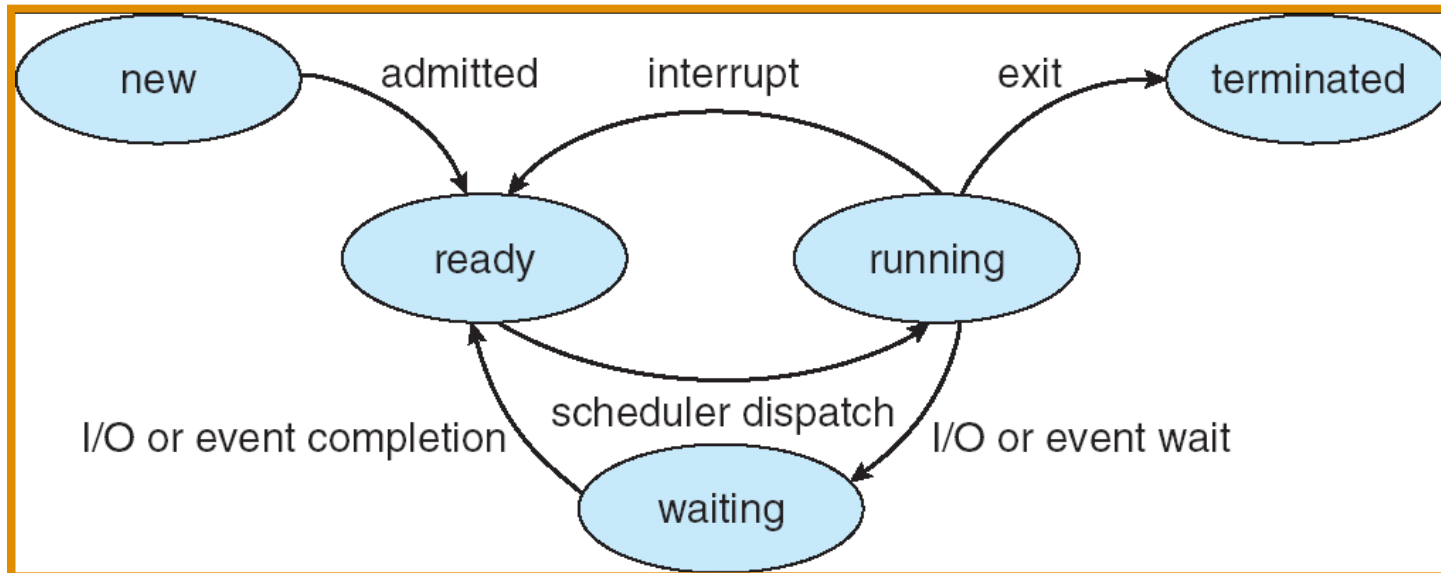 new
admitted
interrupt
exit
terminated
ready
running
scheduler dispatch
I/O or event completion
I/O or event wait
waiting